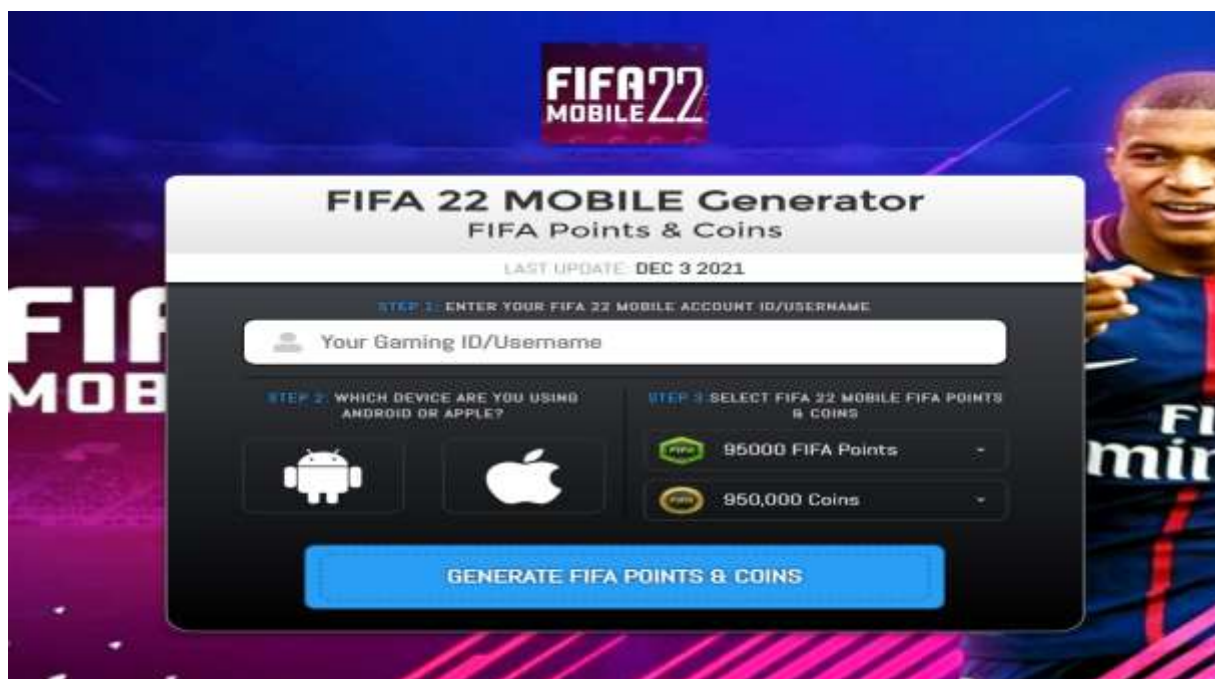 FIFA 22
MOBILE
FIFA 22 MOBILE Generator
FIFA Points & Coins
LAST UPDATE: DEC 3 2021
STEP 1: ENTER YOUR FIFA 22 MOBILE ACCOUNT ID/USERNAME
Your Gaming ID/Username
STEP 2: WHICH DEVICE ARE YOU USING
ANDROID OR APPLE?
STEP 3: SELECT FIFA 22 MOBILE FIFA POINTS
& COINS
95000 FIFA Points
950,000 Coins
GENERATE FIFA POINTS & COINS
FIF
MOB